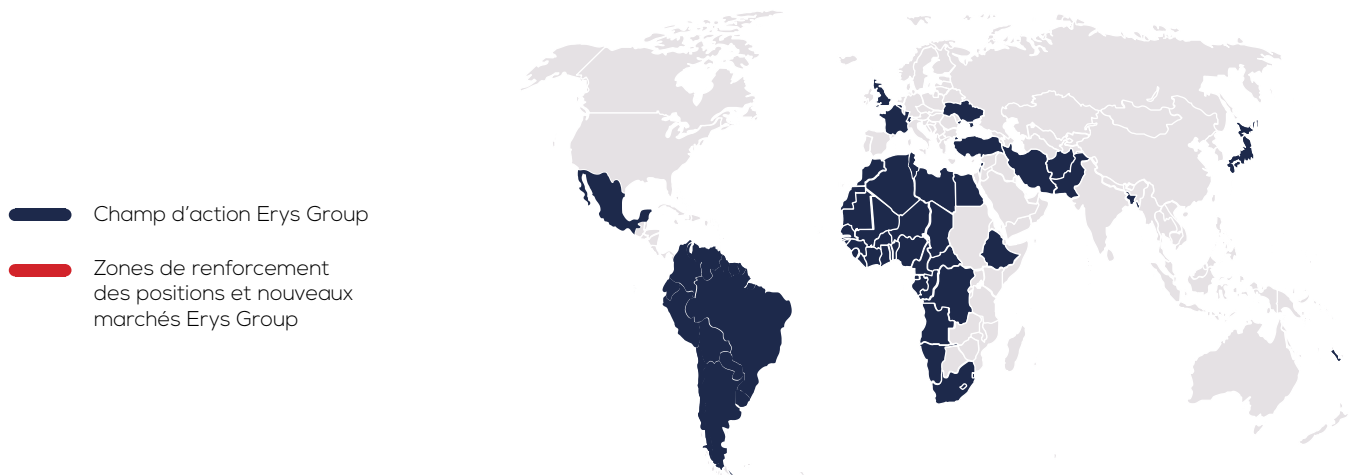 Champ d’action Erys Group
Zones de renforcement
des positions et nouveaux
marchés Erys Group